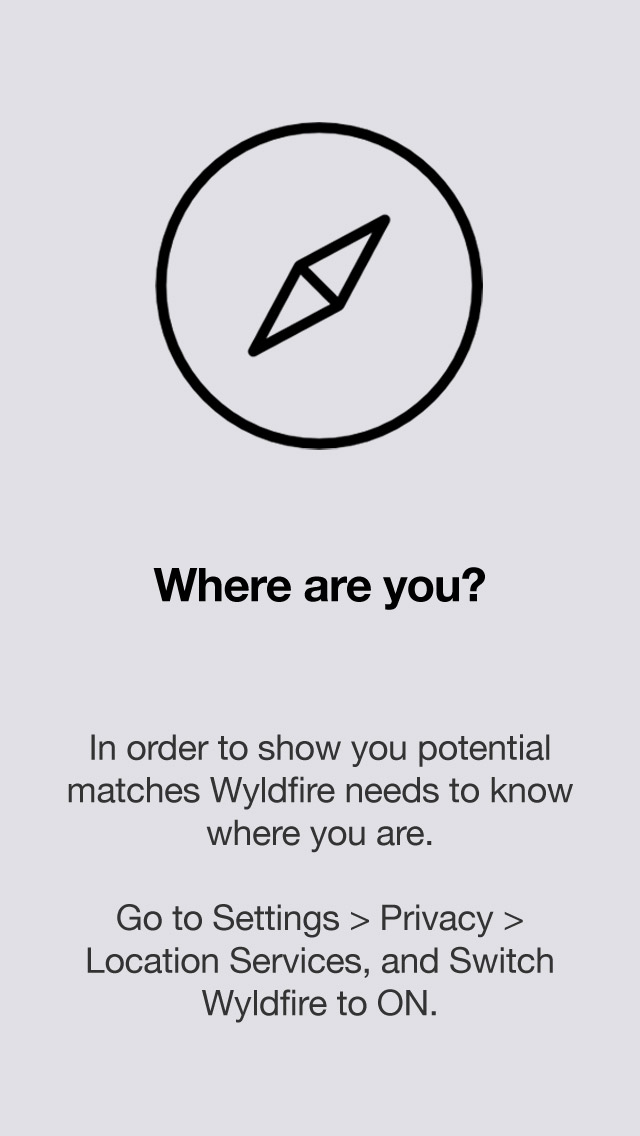 Where are you?
In order to show you potential
matches Wyldfire needs to know
where you are.
Go to Settings > Privacy >
Location Services, and Switch
Wyldfire to ON.